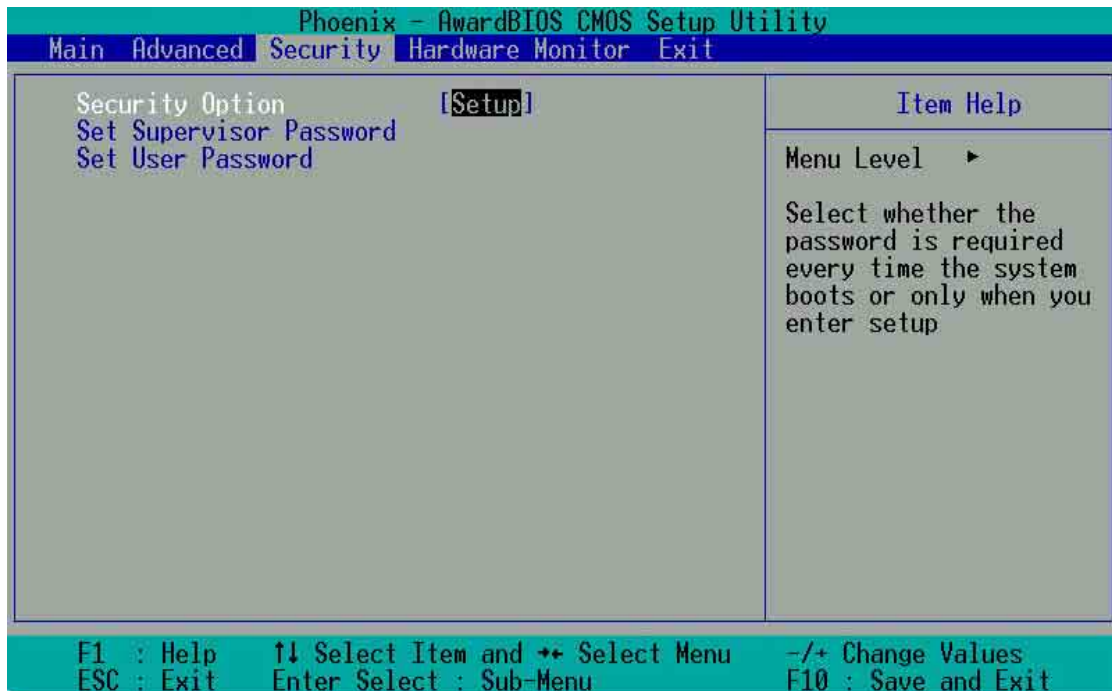 Phoenix - AwardBIOS CMOS Setup Utility
Main Advanced Security Hardware Monitor Exit
Security Option [Setup]
Set Supervisor Password
Set User Password
Item Help
Menu Level ►
Select whether the
password is required
every time the system
boots or only when you
enter setup
F1 : Help ↑↓ Select Item and →← Select Menu -/+ Change Values
ESC : Exit Enter Select : Sub-Menu F10 : Save and Exit